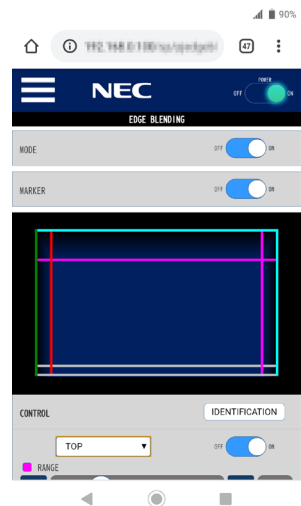 90%
47
NEC
POWER
OFF ON
EDGE BLENDING
MODE OFF ON
MARKER OFF ON
CONTROL IDENTIFICATION
TOP OFF ON
RANGE